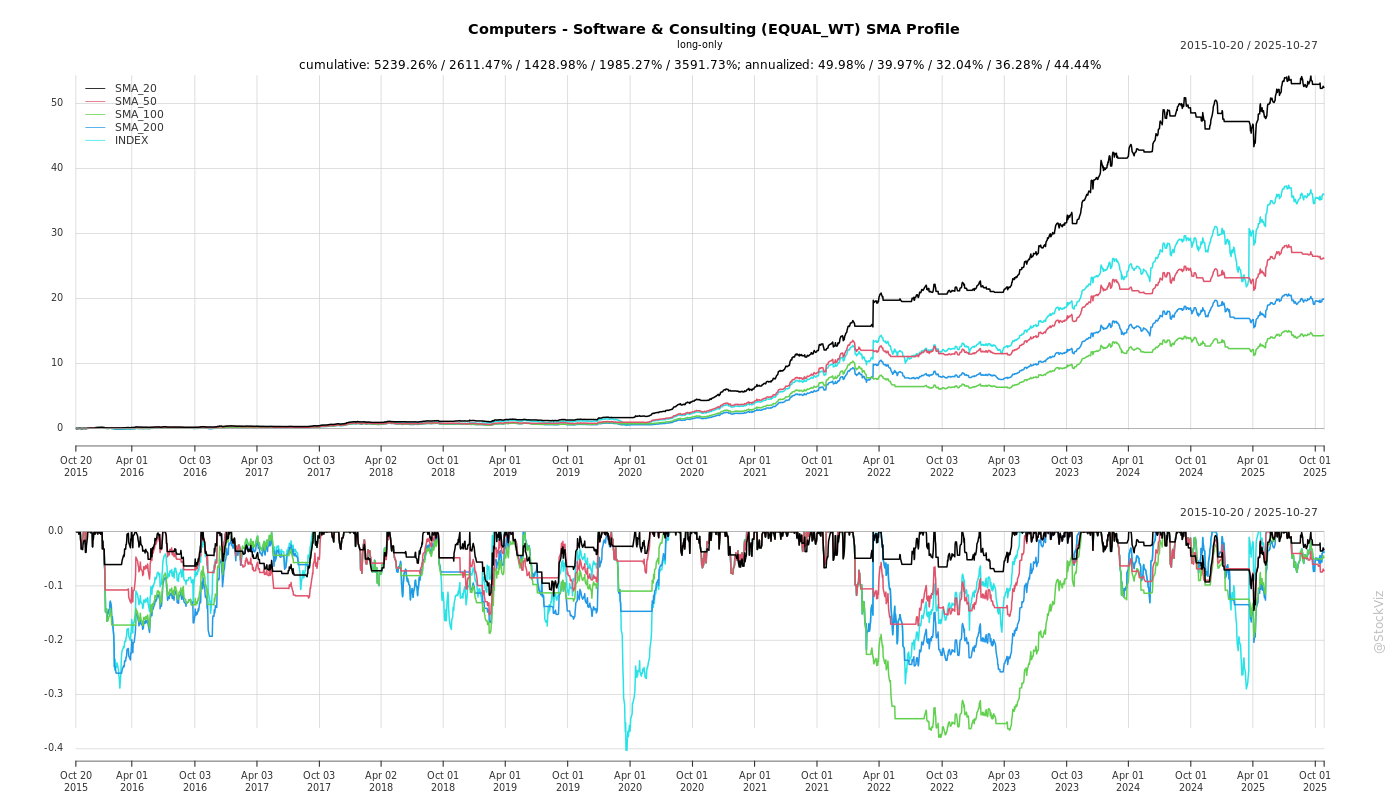 Computers - Software & Consulting (EQUAL_WT) SMA Profile
long-only
2015-10-20 / 2025-10-27
cumulative: 5239.26% / 2611.47% / 1428.98% / 1985.27% / 3591.73%; annualized: 49.98% / 39.97% / 32.04% / 36.28% / 44.44%
SMA_20
SMA_50
SMA_100
SMA_200
INDEX
50
40
30
20
10
0
Oct 20 Apr 01 Oct 03 Apr 03 Oct 03 Apr 02 Oct 01 Apr 01 Oct 01 Apr 01 Oct 01 Apr 01 Oct 01 Apr 01 Oct 03 Apr 03 Oct 03 Apr 01 Oct 01 Apr 01 Oct 01
2015 2016 2016 2017 2017 2018 2018 2019 2019 2020 2020 2021 2021 2022 2022 2023 2023 2024 2024 2025 2025
2015-10-20 / 2025-10-27
0.0
-0.1
-0.2
-0.3
-0.4
Oct 20 Apr 01 Oct 03 Apr 03 Oct 03 Apr 02 Oct 01 Apr 01 Oct 01 Apr 01 Oct 01 Apr 01 Oct 01 Apr 01 Oct 03 Apr 03 Oct 03 Apr 01 Oct 01 Apr 01 Oct 01
2015 2016 2016 2017 2017 2018 2018 2019 2019 2020 2020 2021 2021 2022 2022 2023 2023 2024 2024 2025 2025
@StockViz